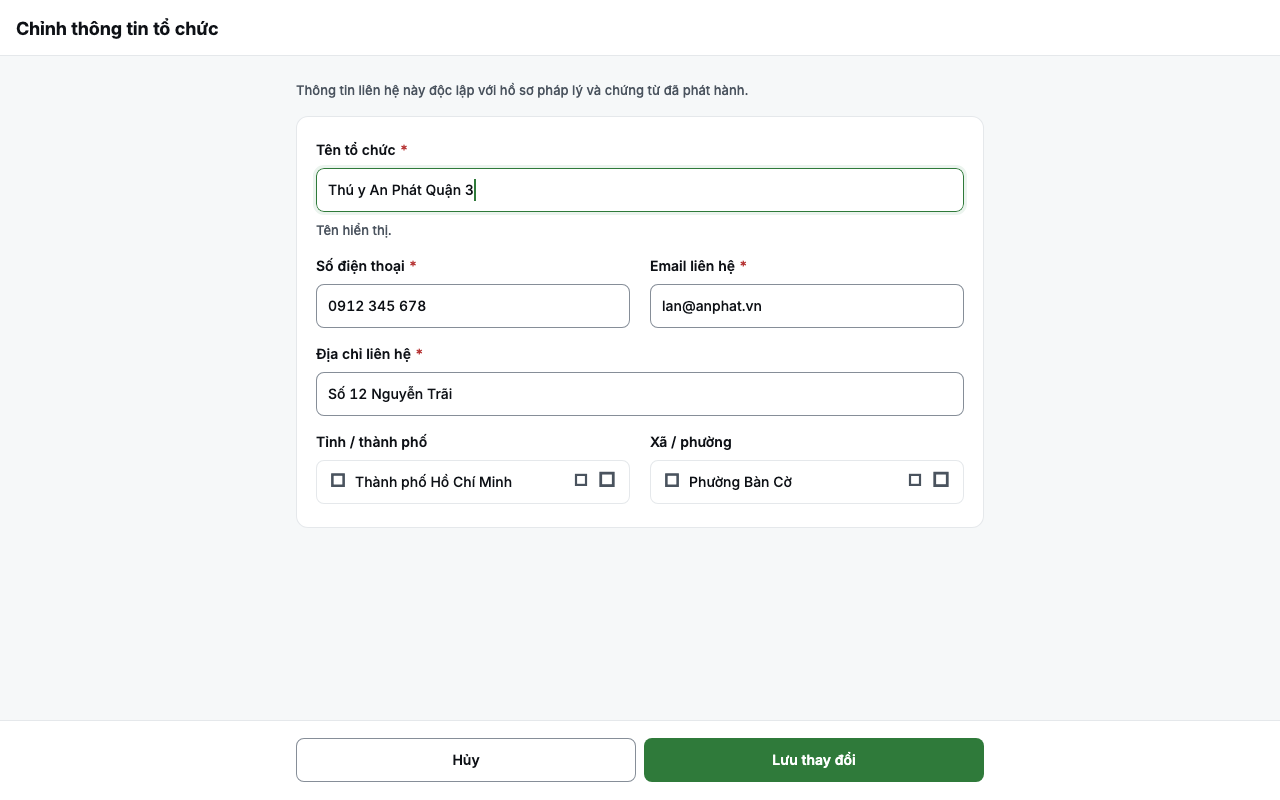 Chỉnh thông tin tổ chức
Thông tin liên hệ này độc lập với hồ sơ pháp lý và chứng từ đã phát hành.
Tên tổ chức *
Thú y An Phát Quận 3
Tên hiển thị.
Số điện thoại *
Email liên hệ *
0912 345 678
lan@anphat.vn
Địa chỉ liên hệ *
Số 12 Nguyễn Trãi
Tỉnh / thành phố
Xã / phường
Thành phố Hồ Chí Minh
Phường Bàn Cờ
Hủy
Lưu thay đổi